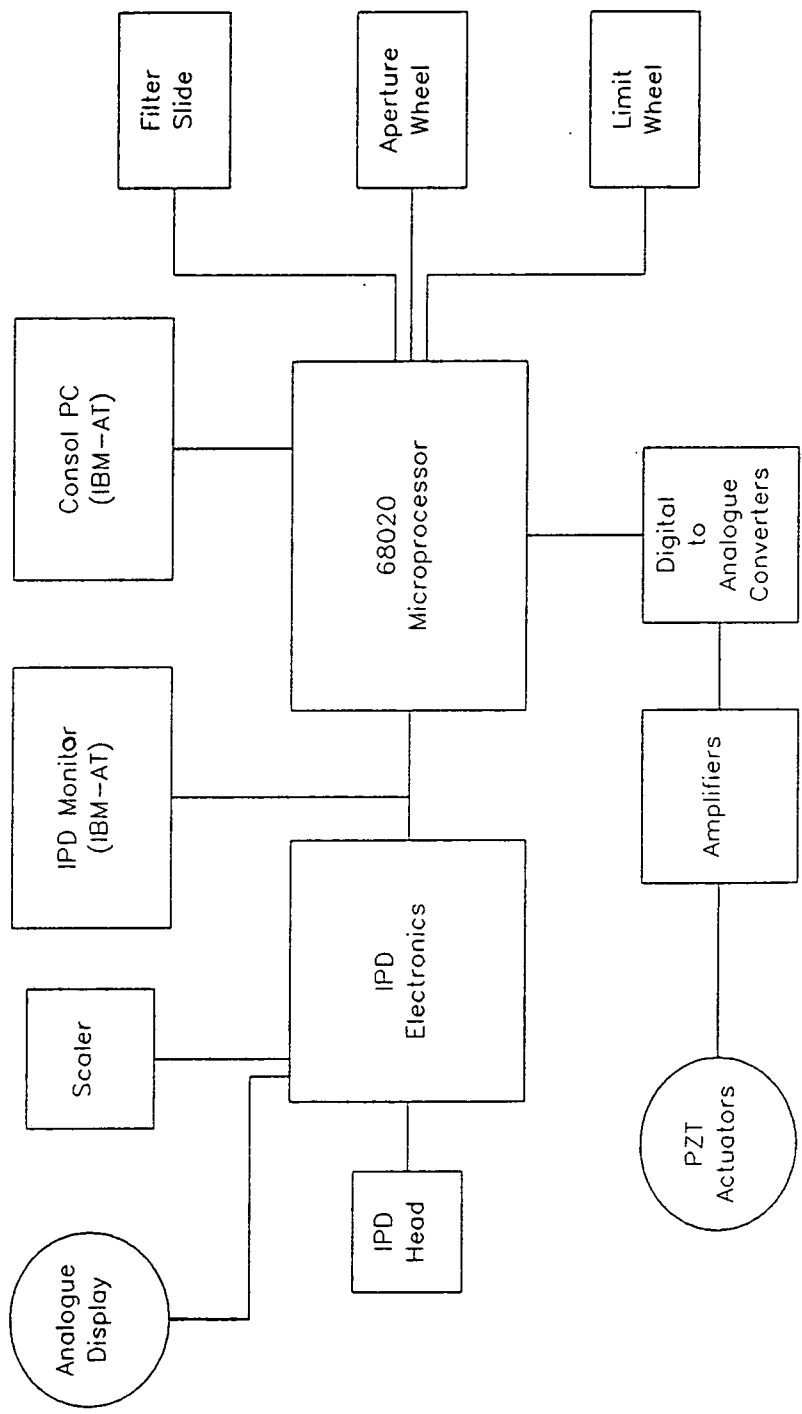 Analogue
Display
Scaler
IPD Monitor
(IBM-AT)
Consol PC
(IBM-AT)
Filter
Slide
IPD
Head
IPD
Electronics
68020
Microprocessor
Aperture
Wheel
PZT
Actuators
Amplifiers
Digital
to
Analogue
Converters
Limit
Wheel